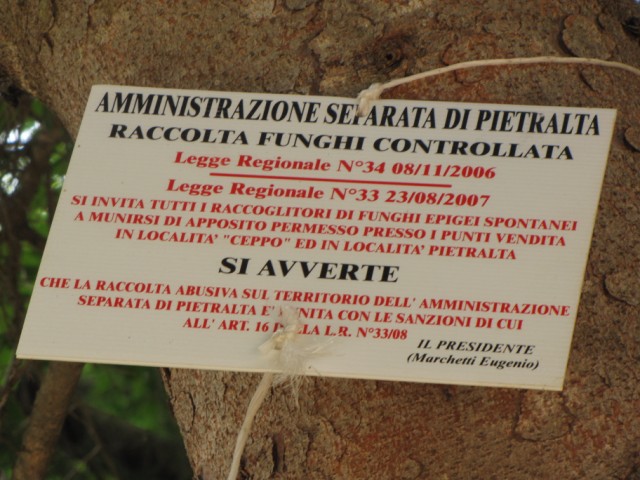 AMMINISTRAZIONE SEPARATA DI PIETRALTA
RACCOLTA FUNGHI CONTROLLATA
Legge Regionale N°34 08/11/2006
Legge Regionale N°33 23/08/2007
SI INVITA TUTTI I RACCOGLITORI DI FUNGHI EPIGEI SPONTANEI
A MUNIRSI DI APPOSITO PERMESSO PRESSO I PUNTI VENDITA
IN LOCALITA' "CEPPO" ED IN LOCALITA' PIETRALTA
SI AVVERTE
CHE LA RACCOLTA ABUSIVA SUL TERRITORIO DELL' AMMINISTRAZIONE
SEPARATA DI PIETRALTA E' PUNITA CON LE SANZIONI DI CUI
ALL' ART. 16 DELLA L.R. N°33/08
IL PRESIDENTE
(Marchetti Eugenio)